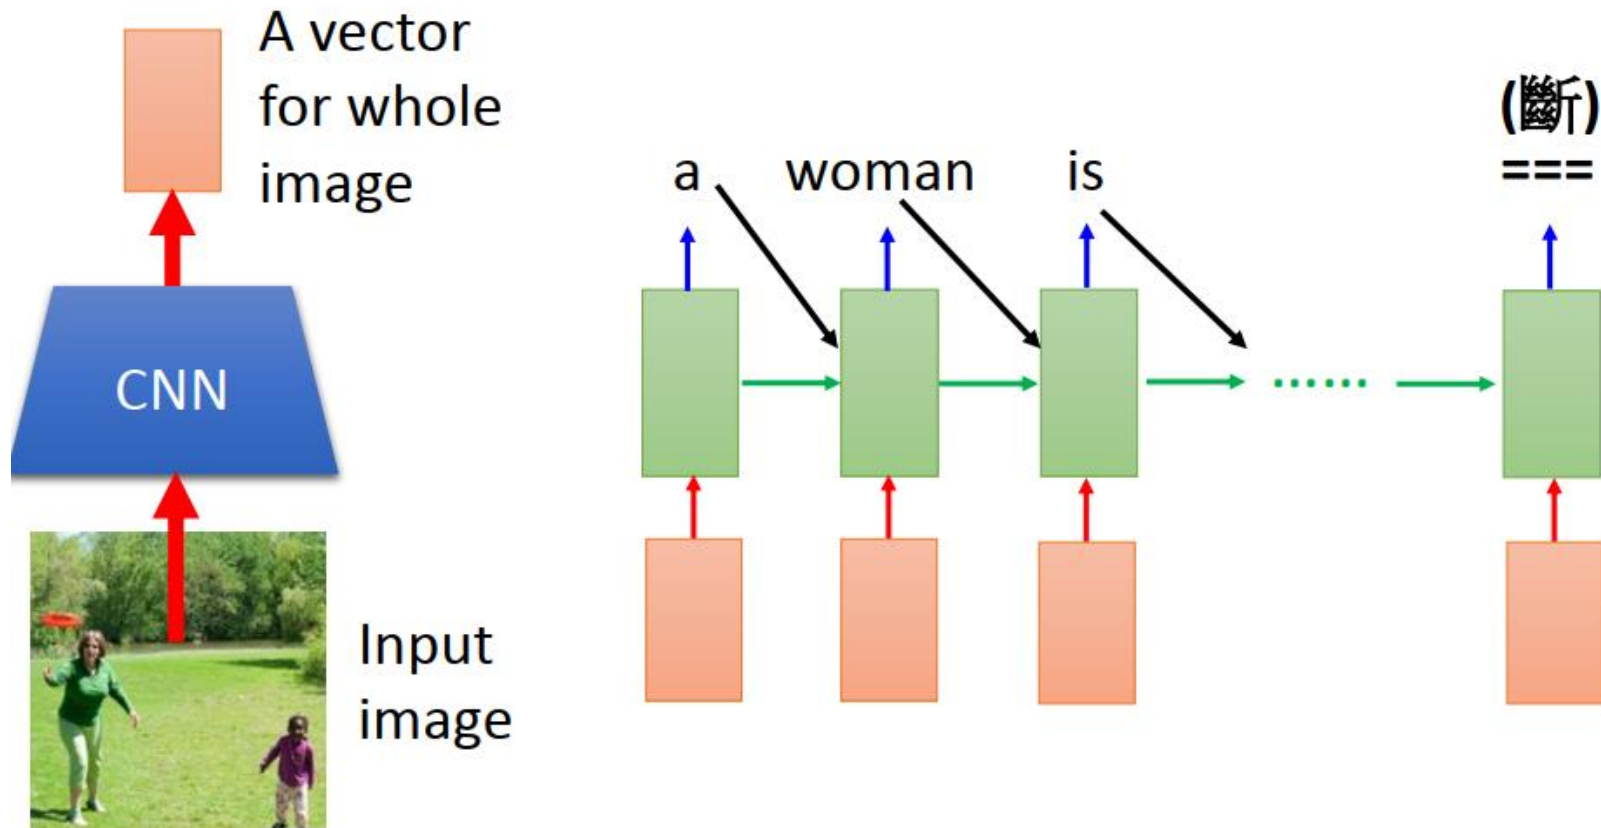 A vector
for whole
image
CNN
Input
image
a woman is
(斷)
===
......